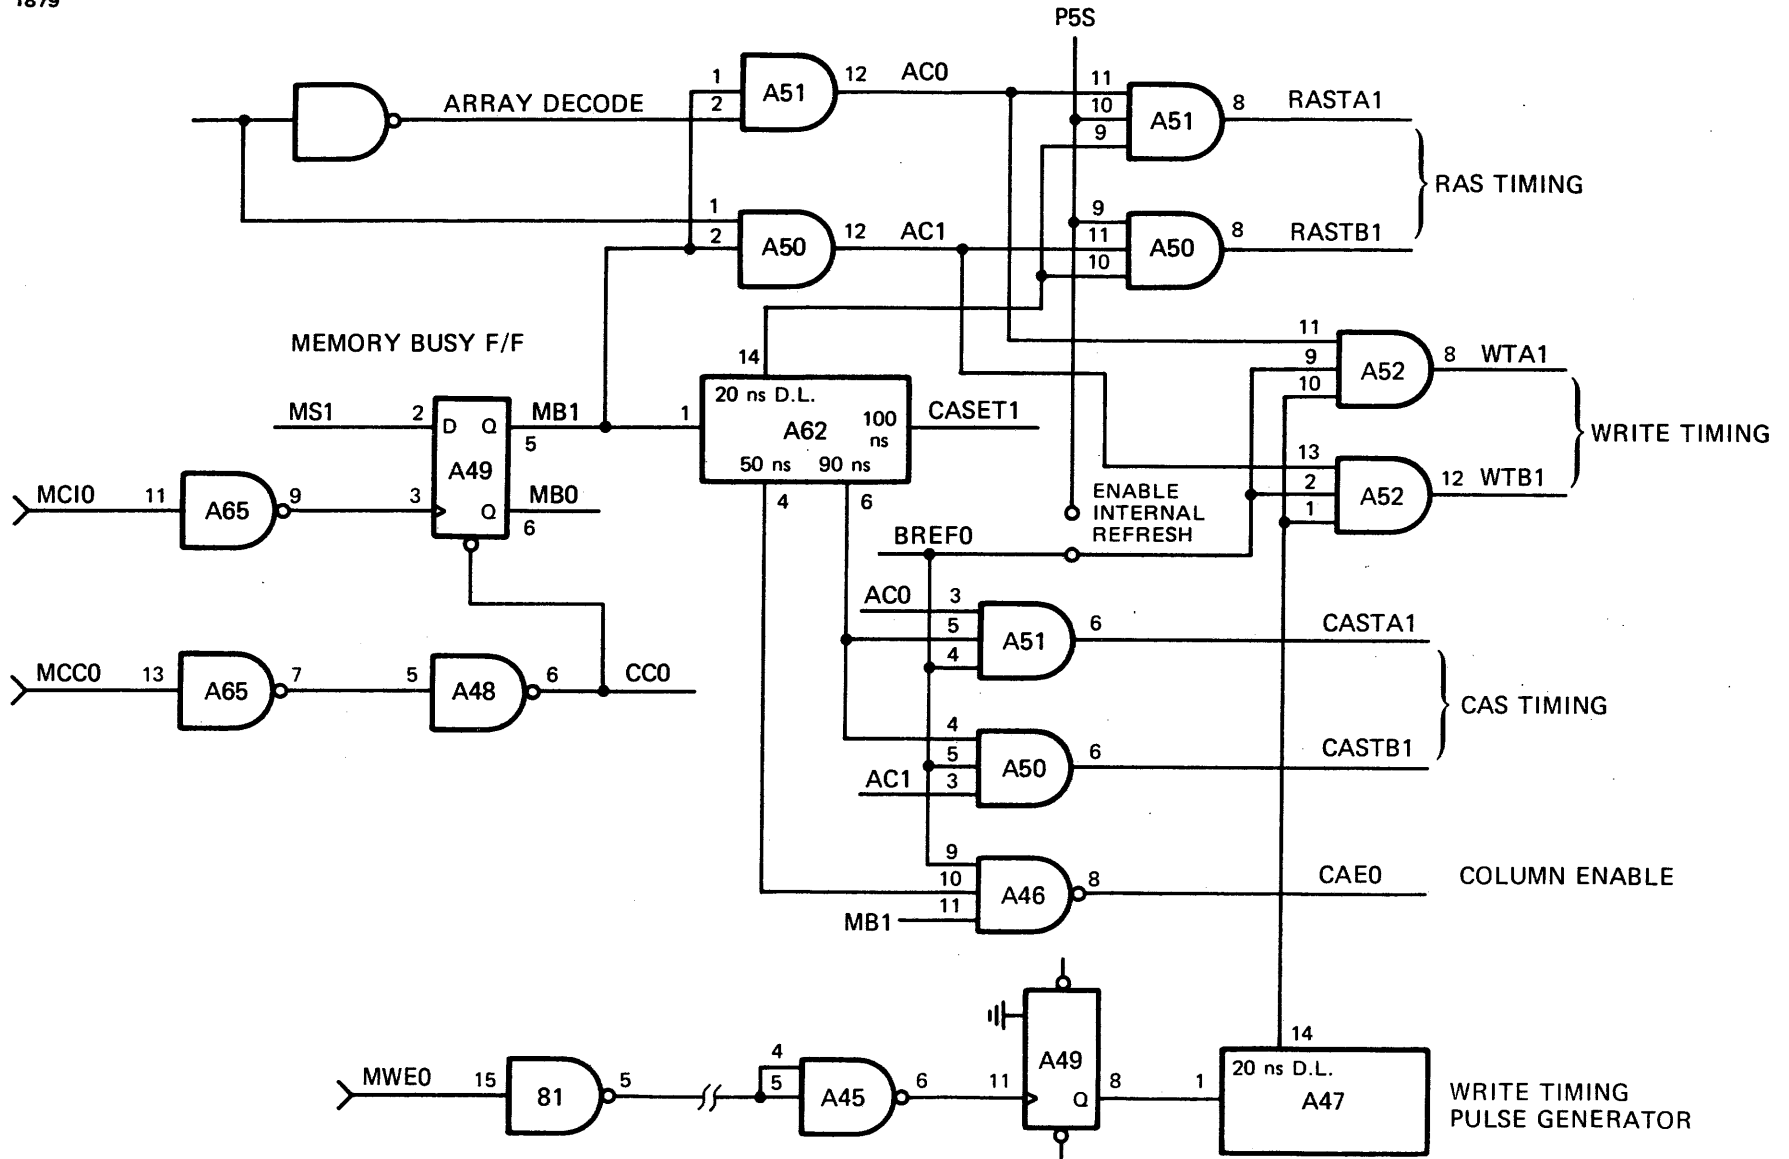 1879
P5S
1
2
A51
12
AC0
11
10
9
A51
8
RASTA1
ARRAY DECODE
RAS TIMING
1
2
A50
12
AC1
9
11
10
A50
8
RASTB1
MEMORY BUSY F/F
14
11
9
10
A52
8
WTA1
MS1
2
D
Q
MB1
5
A49
1
20 ns D.L.
A62
100
ns
50 ns
90 ns
CASET1
WRITE TIMING
MCI0
11
A65
9
3
Q
MB0
6
4
6
ENABLE
INTERNAL
REFRESH
13
2
1
A52
12
WTB1
BREF0
AC0
3
5
4
A51
6
CASTA1
MCC0
13
A65
7
5
A48
6
CC0
CAS TIMING
4
5
AC1
3
A50
6
CASTB1
9
10
11
MB1
A46
8
CAE0
COLUMN ENABLE
MWE0
15
81
5
4
5
A45
6
11
A49
Q
8
1
14
20 ns D.L.
A47
WRITE TIMING
PULSE GENERATOR